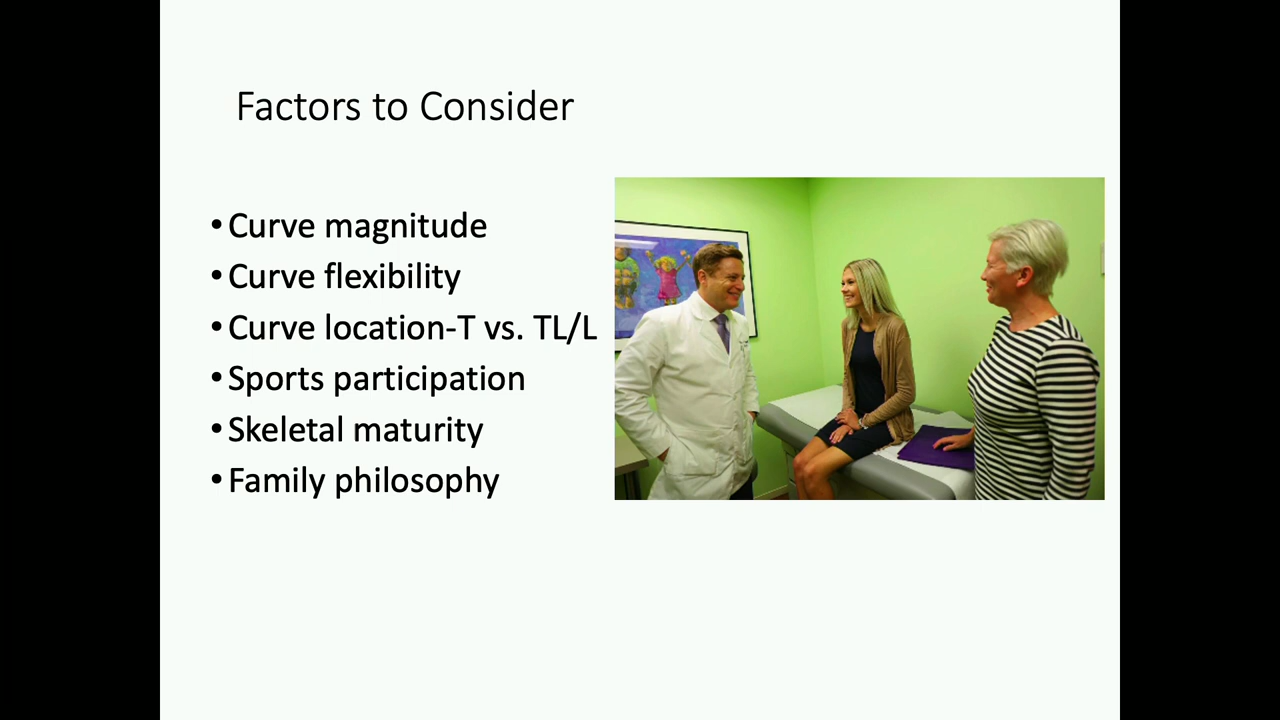 Factors to Consider
•Curve magnitude
•Curve flexibility
•Curve location-T vs. TL/L
•Sports participation
•Skeletal maturity
•Family philosophy